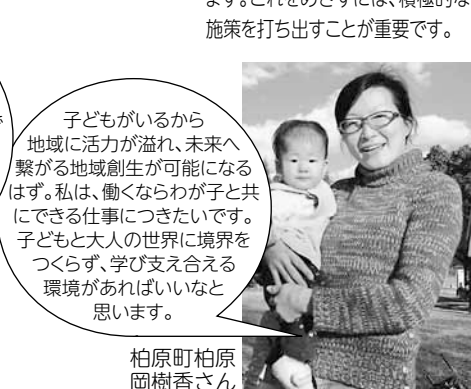 施策を打ち出すことが重要です。
子どもがいるから
地域に活力が溢れ、未来へ
繋がる地域創生が可能になる
はず。私は、働くならわが子と共
にできる仕事につきたいです。
子どもと大人の世界に境界を
つくらず、学び支え合える
環境があればいいなと
思います。
柏原町柏原
岡樹香さん